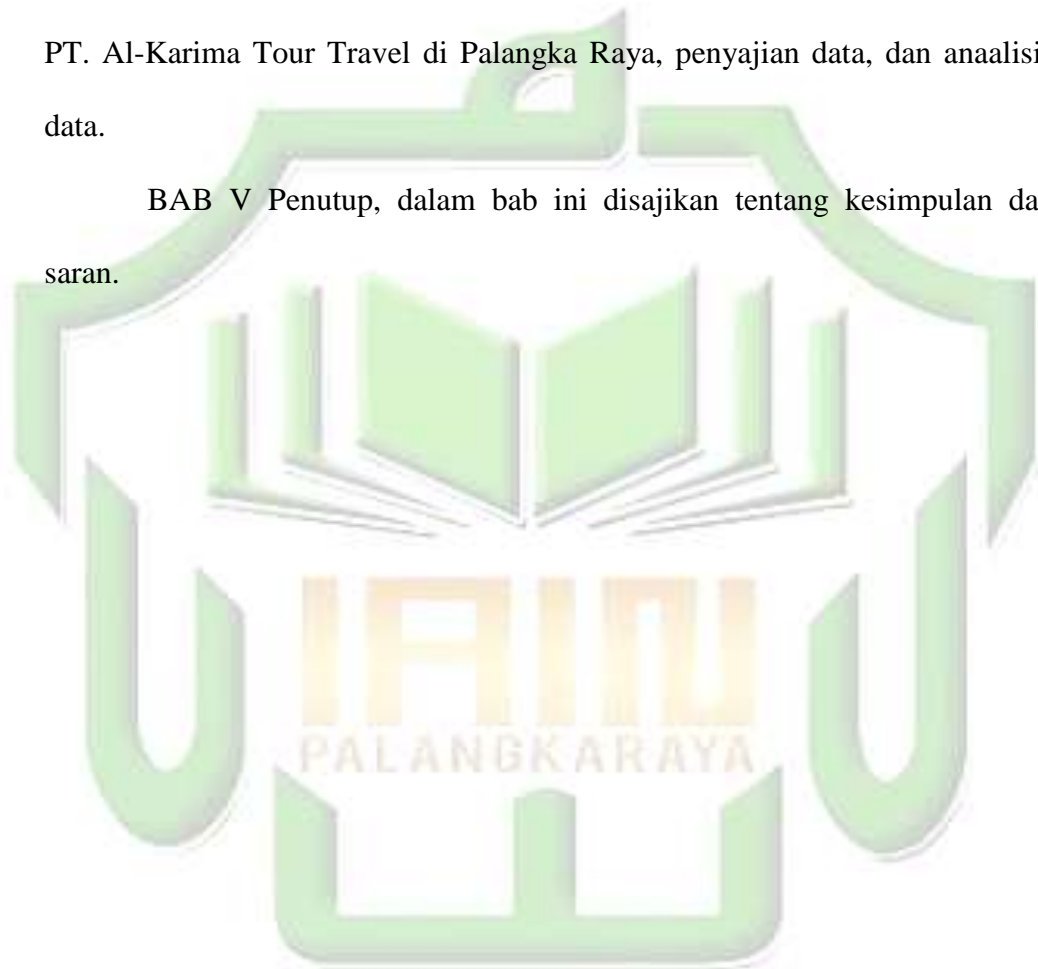 PT. Al-Karima Tour Travel di Palangka Raya, penyajian data, dan anaalisi
data.
BAB V Penutup, dalam bab ini disajikan tentang kesimpulan da
saran.
IAIN
PALANGKARAYA